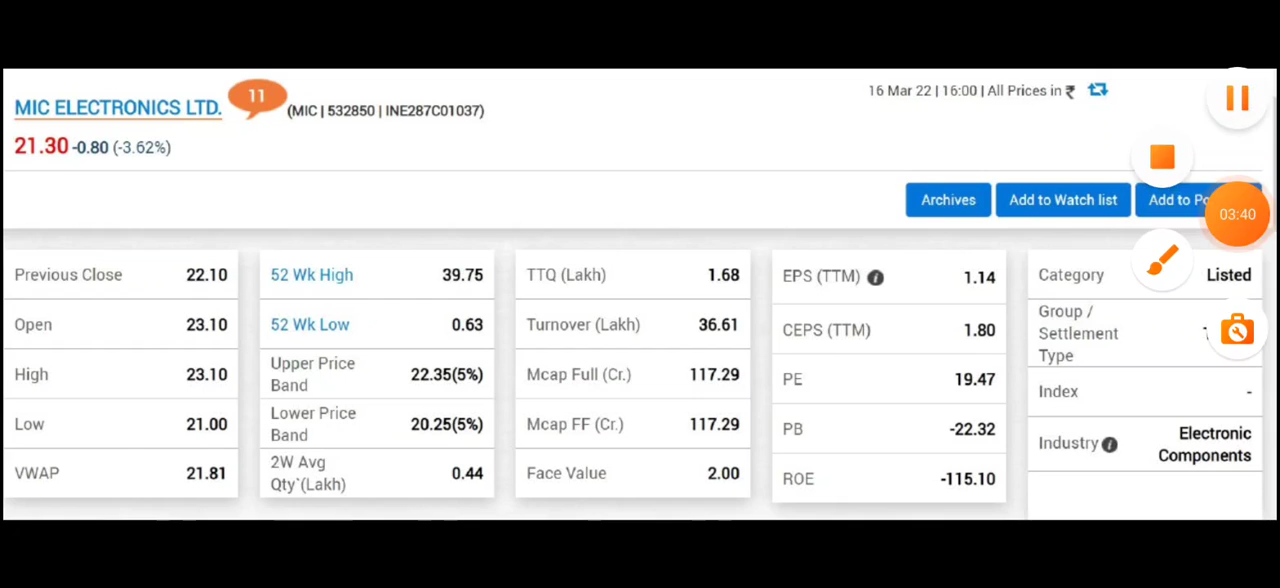 MIC ELECTRONICS LTD. 11 (MIC | 532850 | INE287C01037)
16 Mar 22 | 16:00 | All Prices in ₹
21.30 -0.80 (-3.62%)
Archives
Add to Watch list
Add to
03:40
Previous Close 22.10
Open 23.10
High 23.10
Low 21.00
VWAP 21.81
52 Wk High 39.75
52 Wk Low 0.63
Upper Price
Band 22.35(5%)
Lower Price
Band 20.25(5%)
2W Avg
Qty`(Lakh) 0.44
TTQ (Lakh) 1.68
Turnover (Lakh) 36.61
Mcap Full (Cr.) 117.29
Mcap FF (Cr.) 117.29
Face Value 2.00
EPS (TTM) 1.14
CEPS (TTM) 1.80
PE 19.47
PB -22.32
ROE -115.10
Category Listed
Group /
Settlement
Type
Index -
Industry Electronic
Components